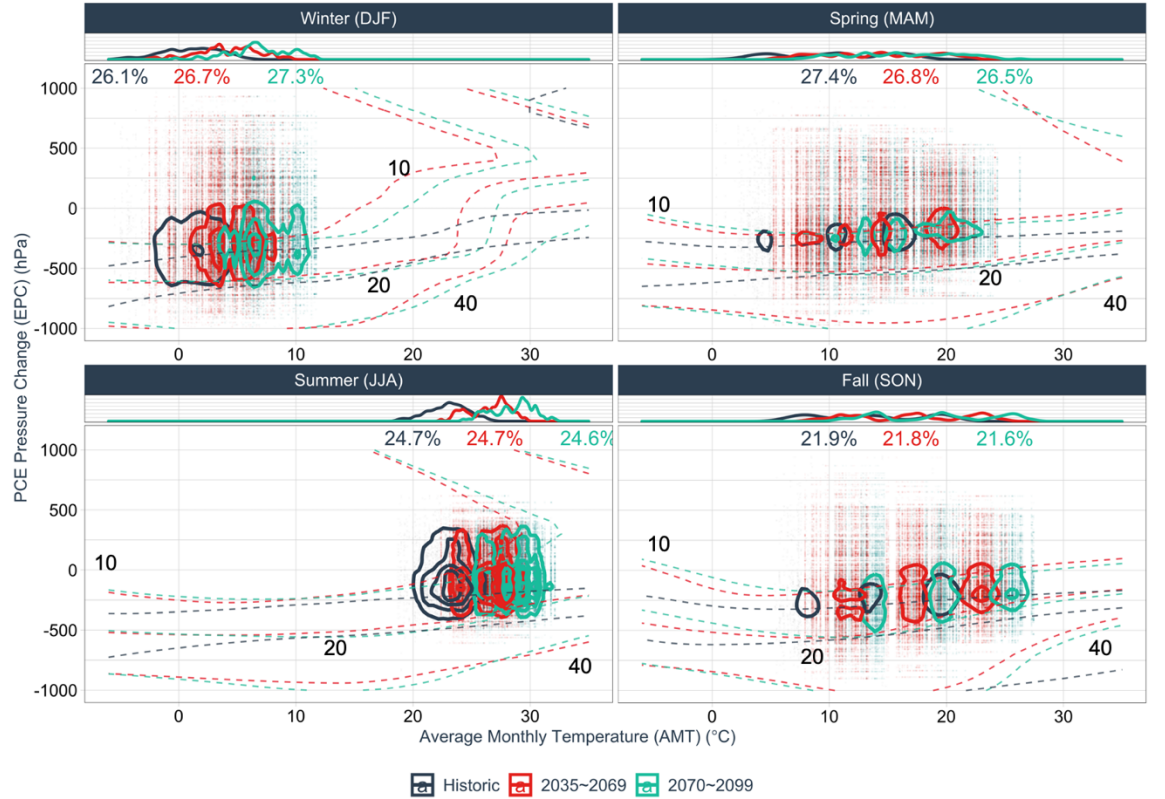 Winter (DJF)
Spring (MAM)
26.1% 26.7% 27.3%
27.4% 26.8% 26.5%
1000
500
0
-500
-1000
10
20
40
10
20
40
0 10 20 30
0 10 20 30
PCE Pressure Change (EPC) (hPa)
Summer (JJA)
Fall (SON)
24.7% 24.7% 24.6%
21.9% 21.8% 21.6%
1000
500
0
-500
-1000
10
20
40
10
20
40
0 10 20 30
0 10 20 30
Average Monthly Temperature (AMT) (°C)
a Historic a 2035~2069 a 2070~2099